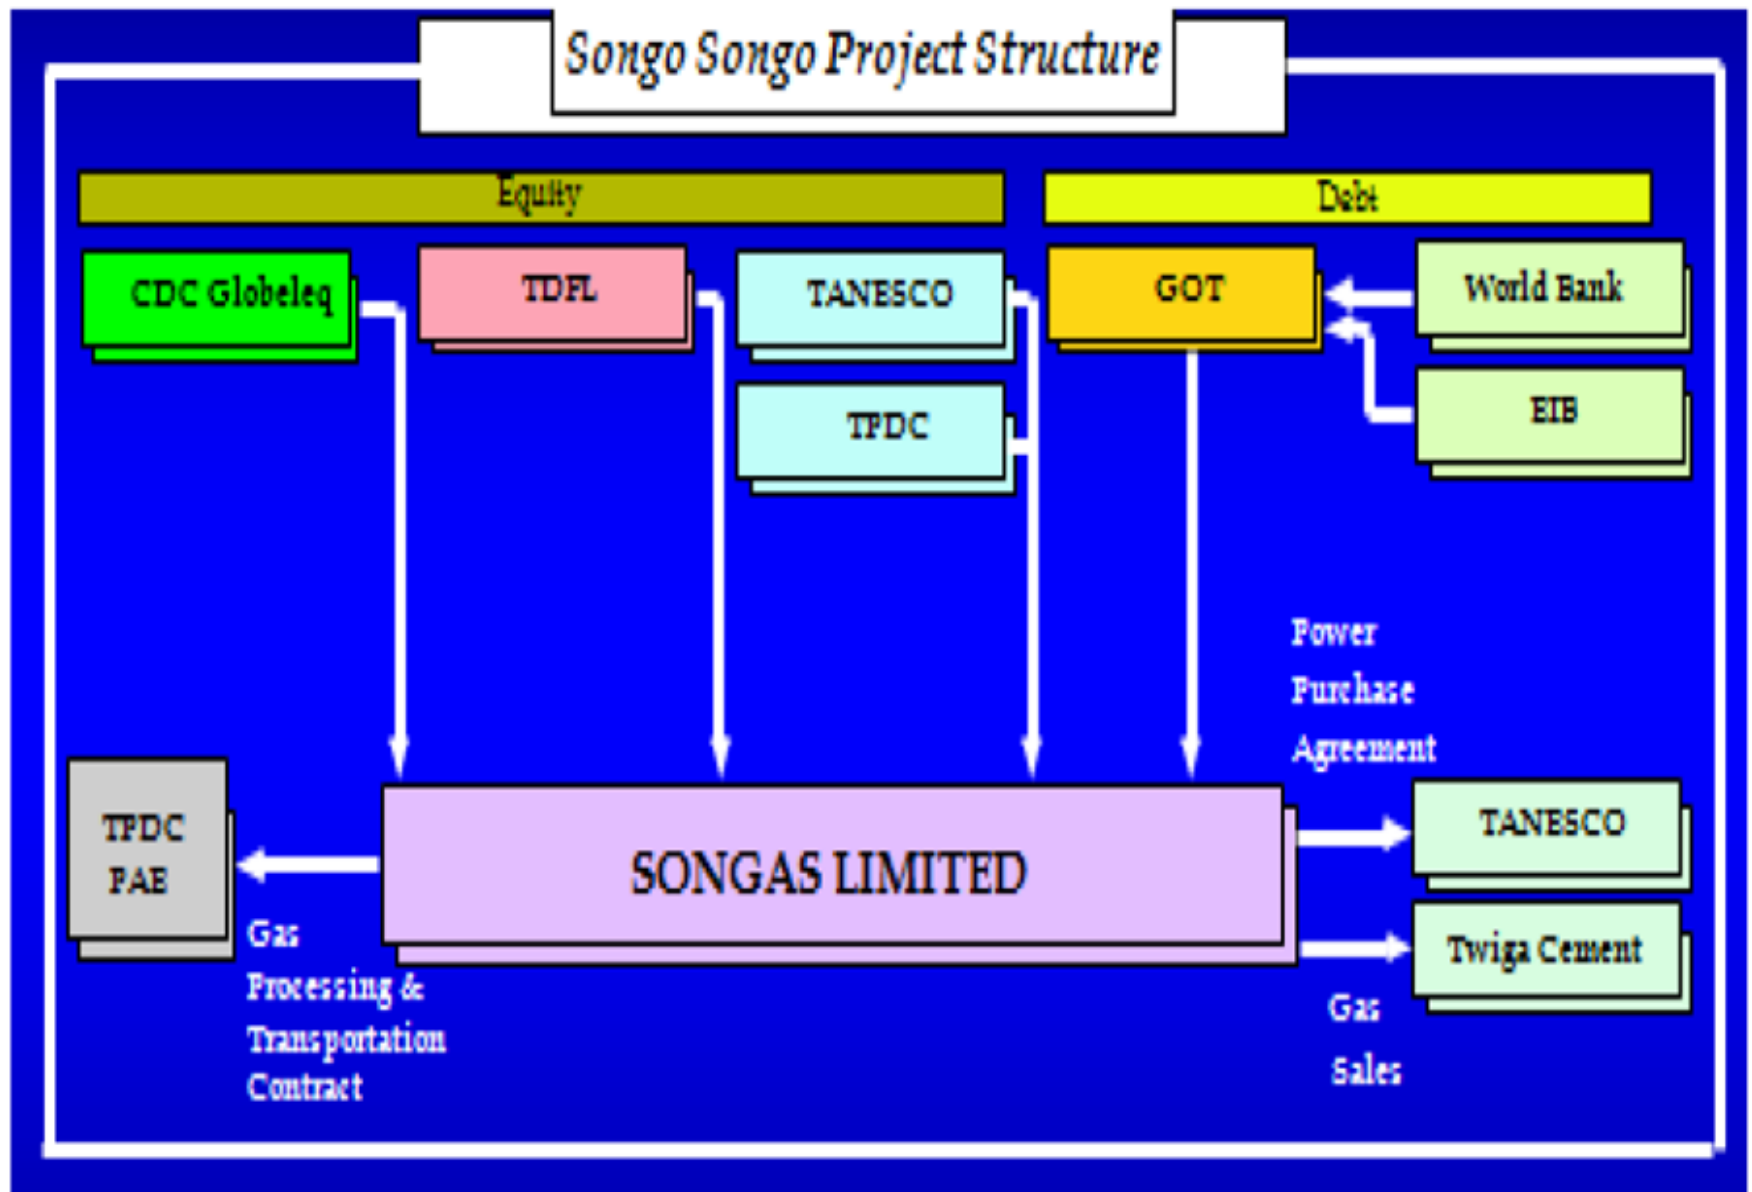 Songo Songo Project Structure
Equity
Debt
CDC Globeleq
TDFL
TANESCO
GOT
World Bank
TPDC
EIB
Power
Purchase
Agreement
TPDC
PAE
SONGAS LIMITED
TANESCO
Twiga Cement
Gas
Processing &
Transportation
Contract
Gas
Sales